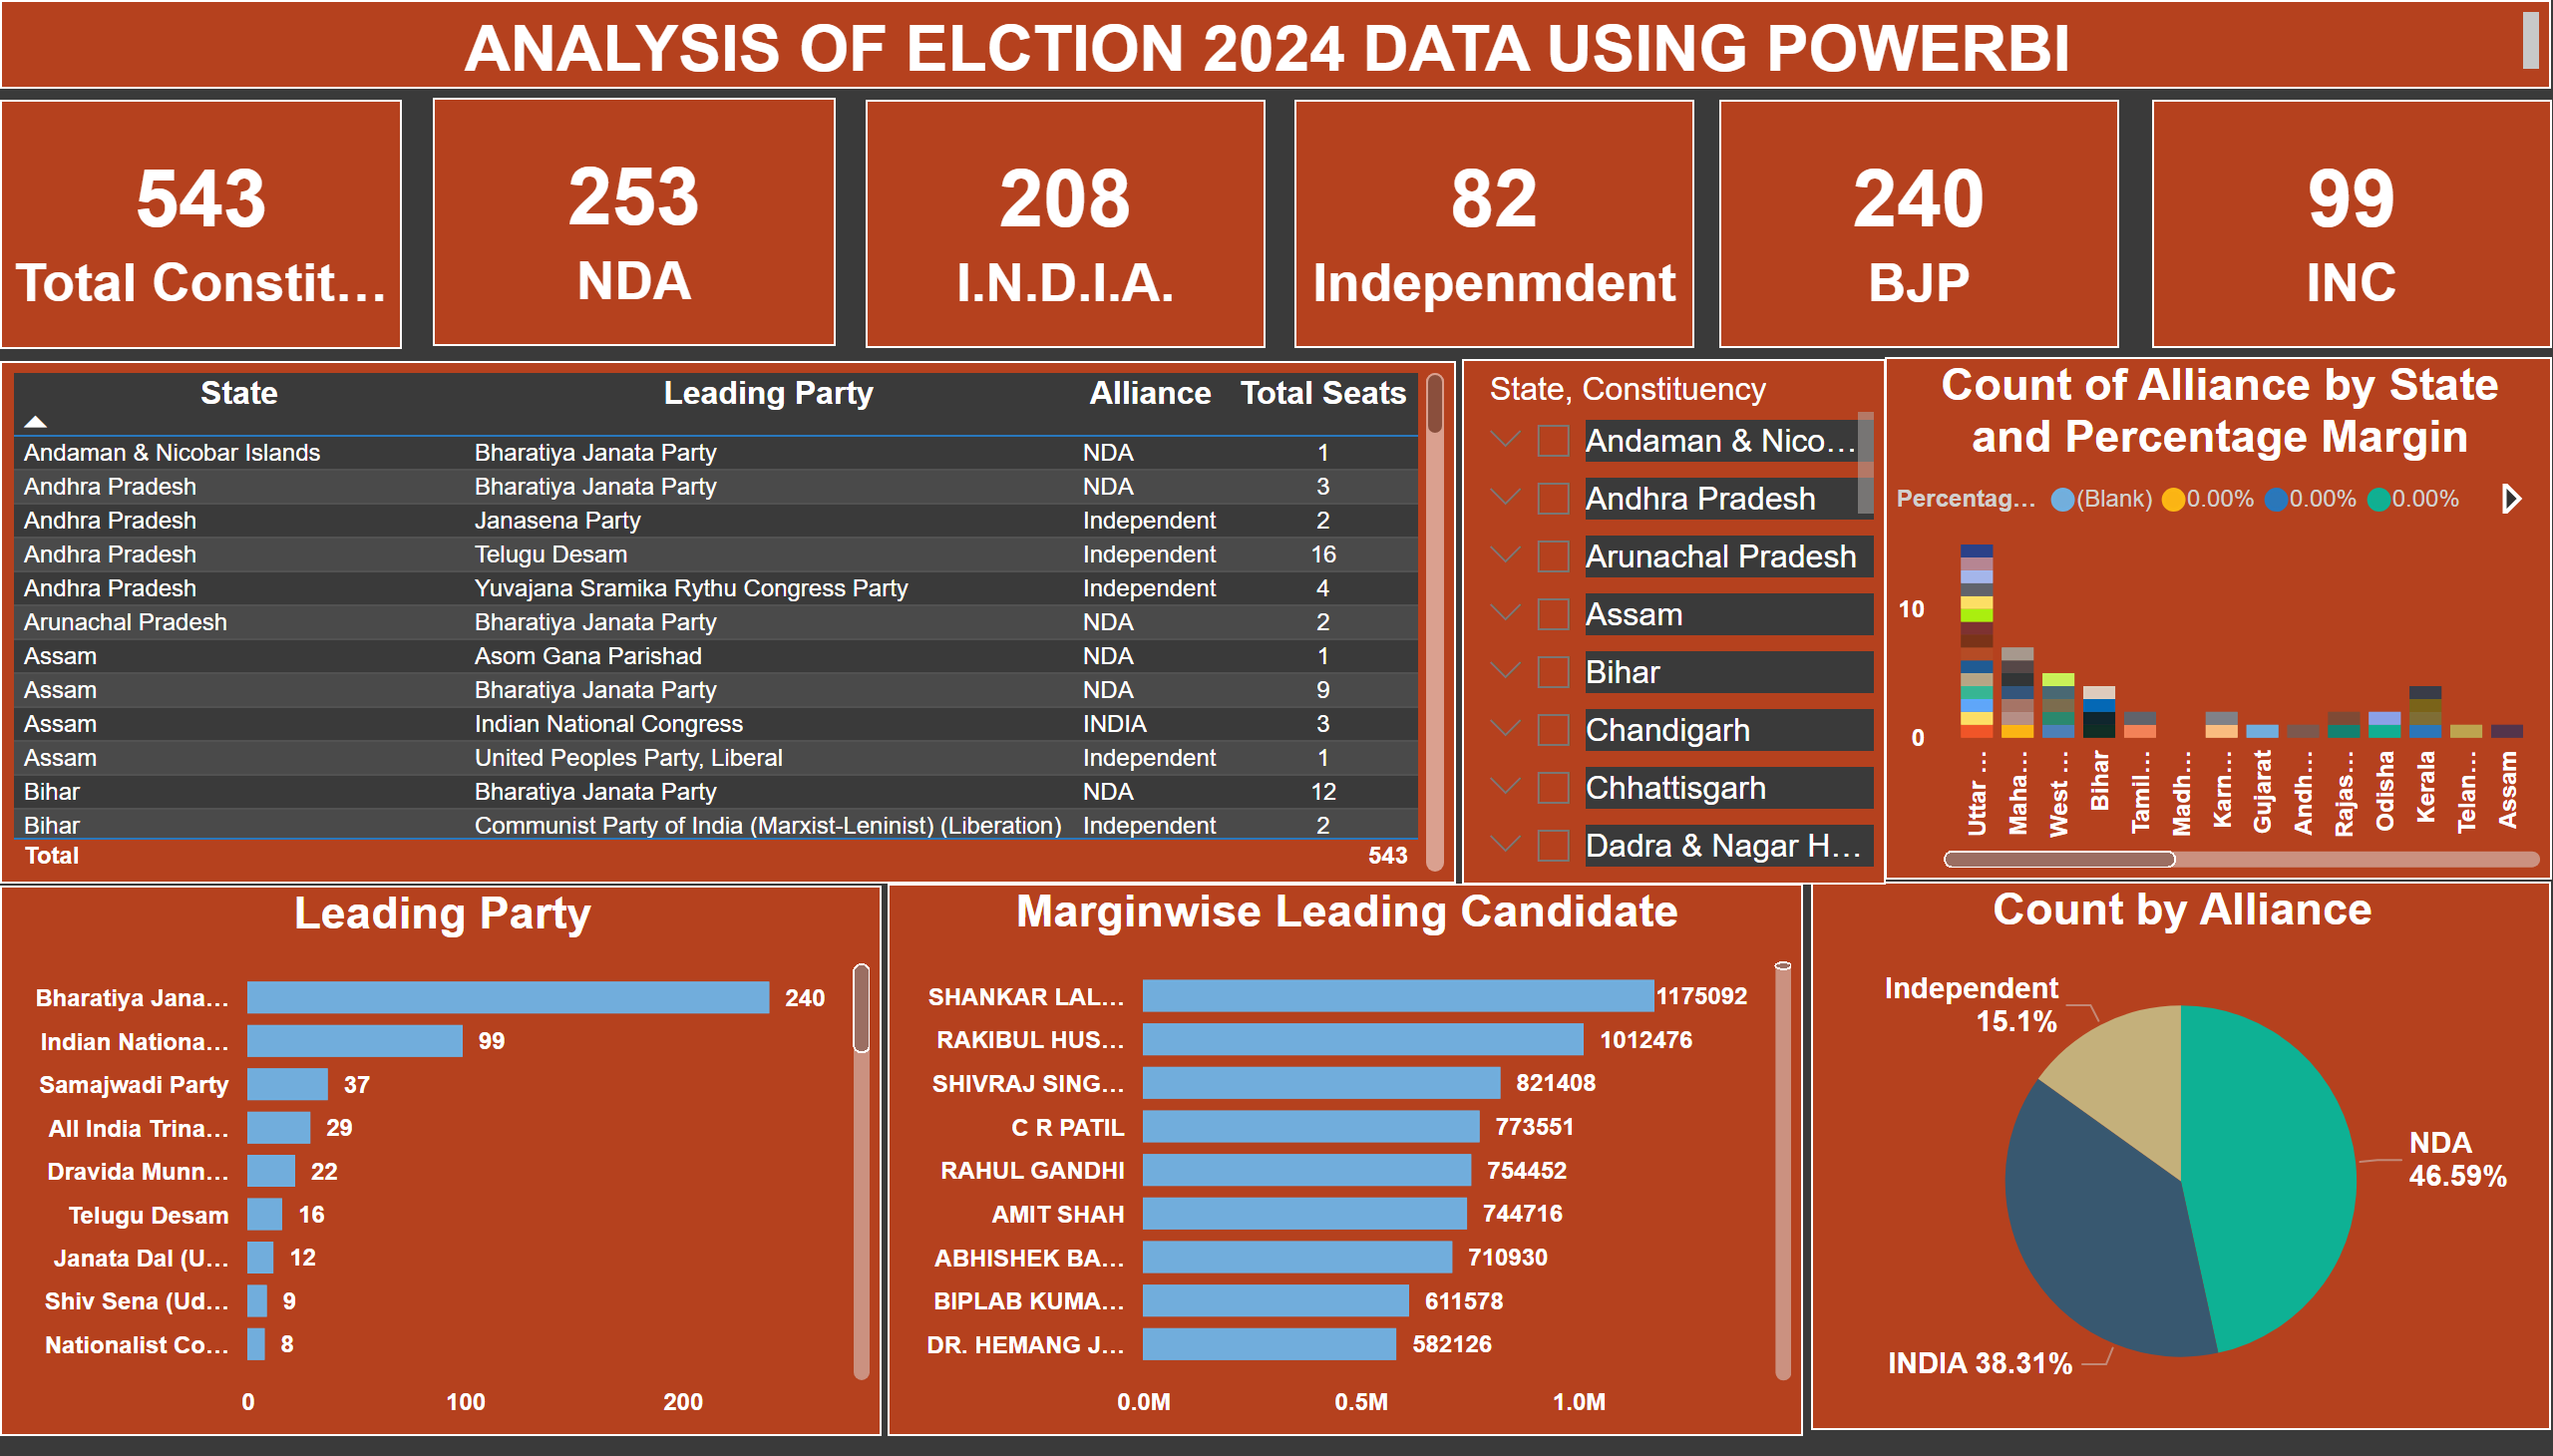 ANALYSIS OF ELCTION 2024 DATA USING POWERBI
543
Total Constit...
253
NDA
208
I.N.D.I.A.
82
Indepenmdent
240
BJP
99
INC
State Leading Party Alliance Total Seats
Andaman & Nicobar Islands Bharatiya Janata Party NDA 1
Andhra Pradesh Bharatiya Janata Party NDA 3
Andhra Pradesh Janasena Party Independent 2
Andhra Pradesh Telugu Desam Independent 16
Andhra Pradesh Yuvajana Sramika Rythu Congress Party Independent 4
Arunachal Pradesh Bharatiya Janata Party NDA 2
Assam Asom Gana Parishad NDA 1
Assam Bharatiya Janata Party NDA 9
Assam Indian National Congress INDIA 3
Assam United Peoples Party, Liberal Independent 1
Bihar Bharatiya Janata Party NDA 12
Bihar Communist Party of India (Marxist-Leninist) (Liberation) Independent 2
Total 543
State, Constituency
Andaman & Nico...
Andhra Pradesh
Arunachal Pradesh
Assam
Bihar
Chandigarh
Chhattisgarh
Dadra & Nagar H...
Count of Alliance by State
and Percentage Margin
Percentag... (Blank) 0.00% 0.00% 0.00%
10
0
Uttar ...
Maha...
West ...
Bihar
Tamil...
Madh...
Karn...
Gujarat
Andh...
Rajas...
Odisha
Kerala
Telan...
Assam
Leading Party
Bharatiya Jana... 240
Indian Nationa... 99
Samajwadi Party 37
All India Trina... 29
Dravida Munn... 22
Telugu Desam 16
Janata Dal (U... 12
Shiv Sena (Ud... 9
Nationalist Co... 8
0 100 200
Marginwise Leading Candidate
SHANKAR LAL... 1175092
RAKIBUL HUS... 1012476
SHIVRAJ SING... 821408
C R PATIL 773551
RAHUL GANDHI 754452
AMIT SHAH 744716
ABHISHEK BA... 710930
BIPLAB KUMA... 611578
DR. HEMANG J... 582126
0.0M 0.5M 1.0M
Count by Alliance
Independent
15.1%
NDA
46.59%
INDIA 38.31%